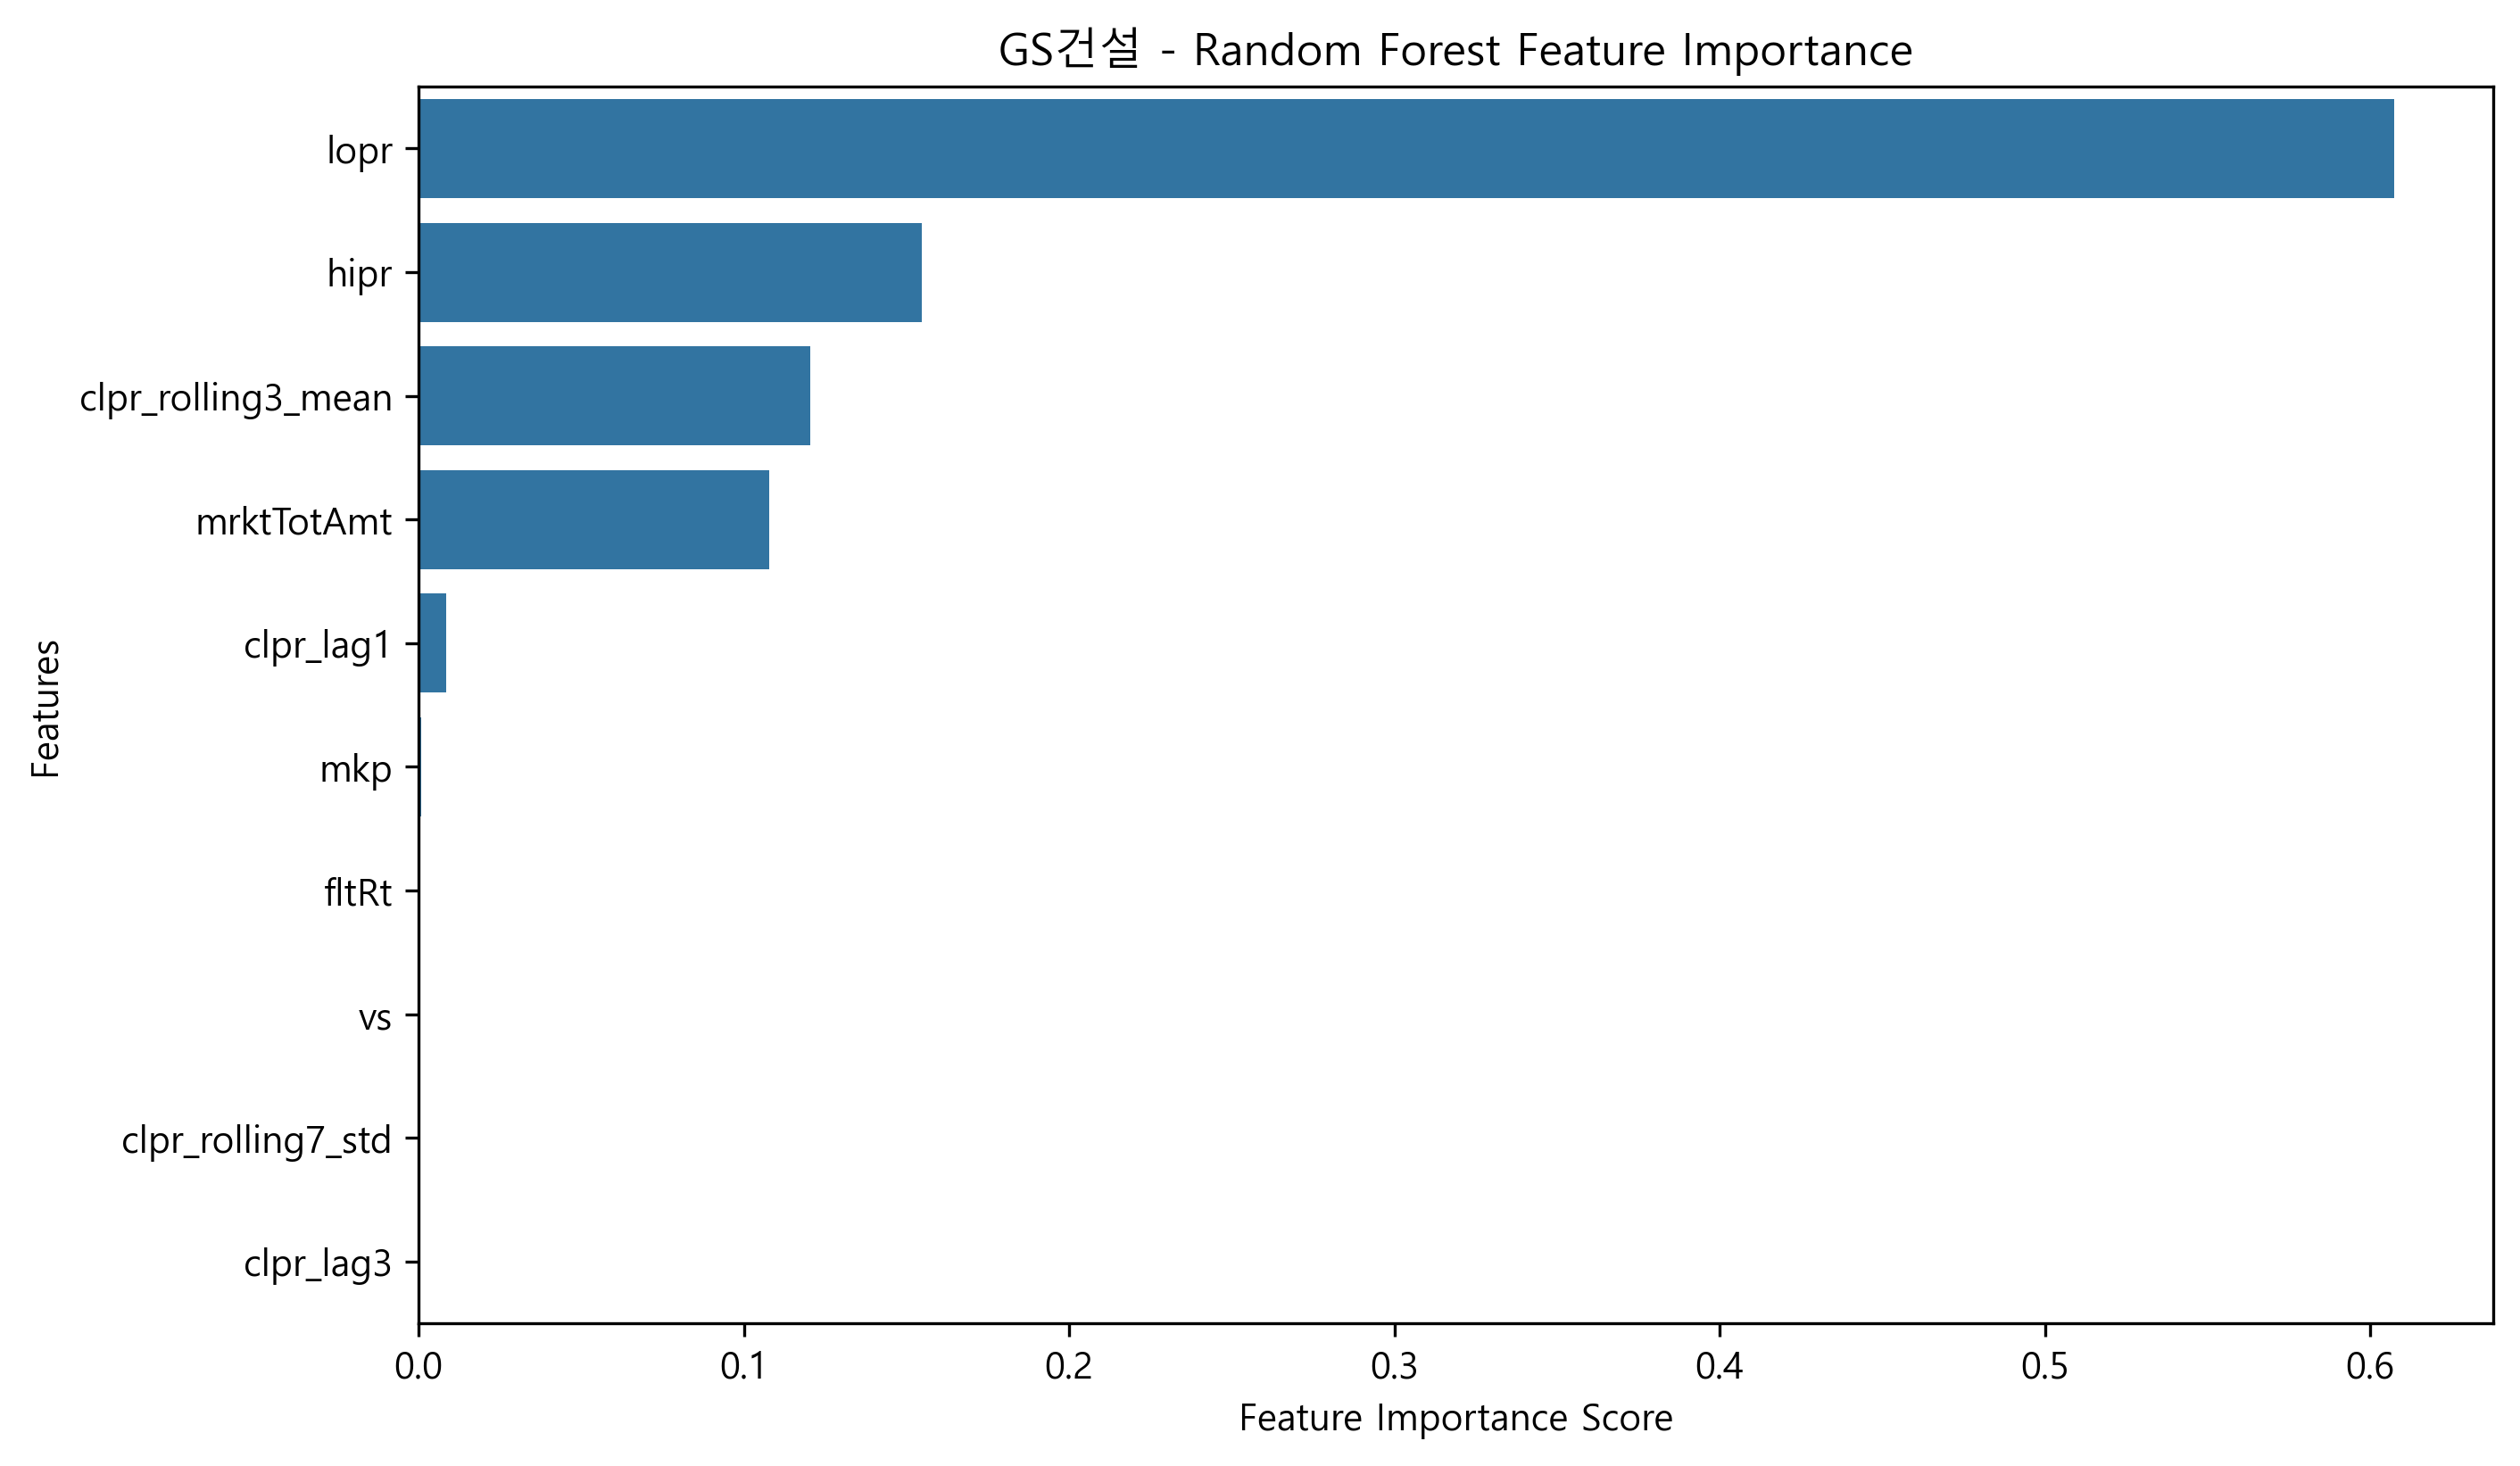 GS건설 - Random Forest Feature Importance
Features
lopr
hipr
clpr_rolling3_mean
mrktTotAmt
clpr_lag1
mkp
fltRt
vs
clpr_rolling7_std
clpr_lag3
0.0 0.1 0.2 0.3 0.4 0.5 0.6
Feature Importance Score